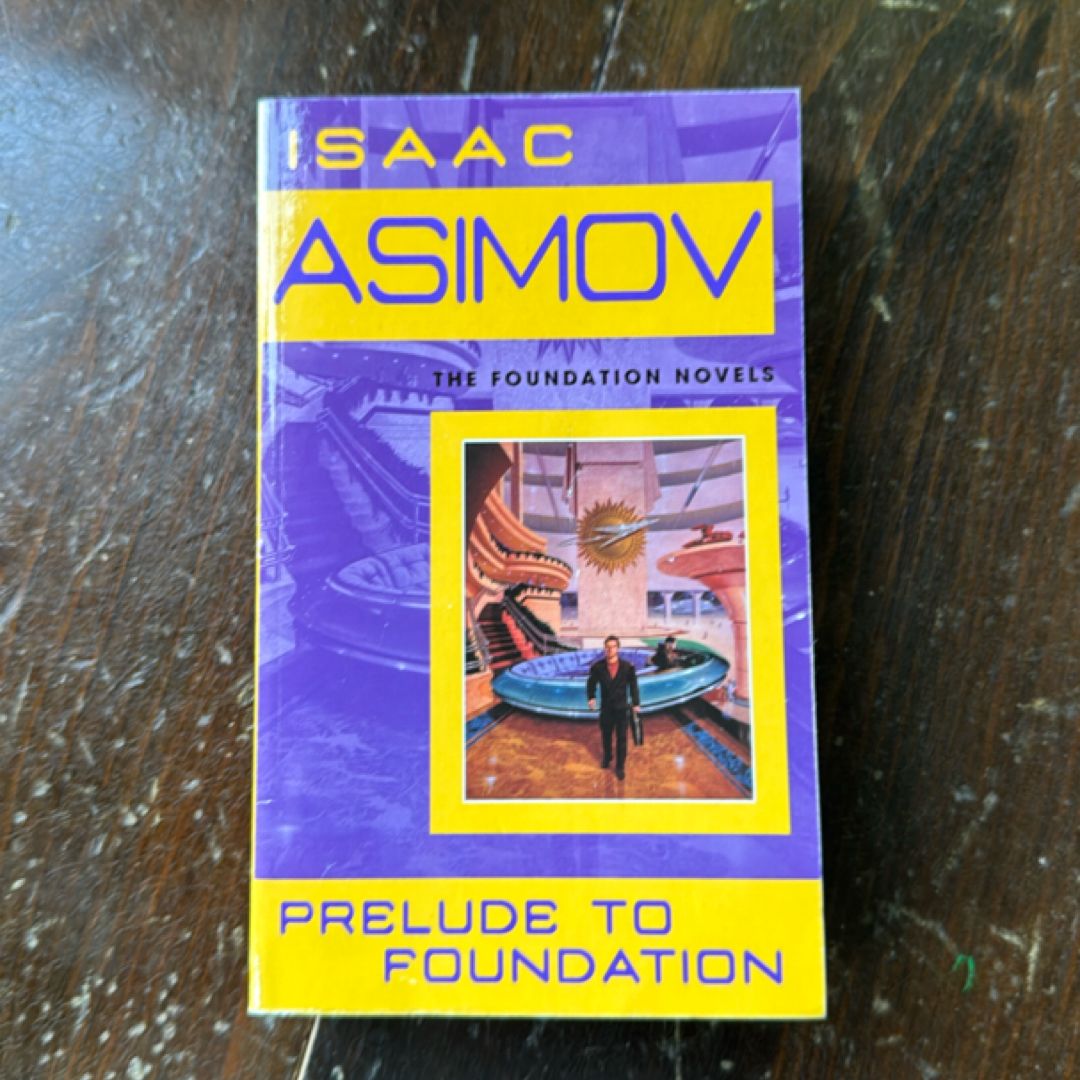 ISAAC
ASIMOV
THE FOUNDATION NOVELS
PRELUDE TO
FOUNDATION